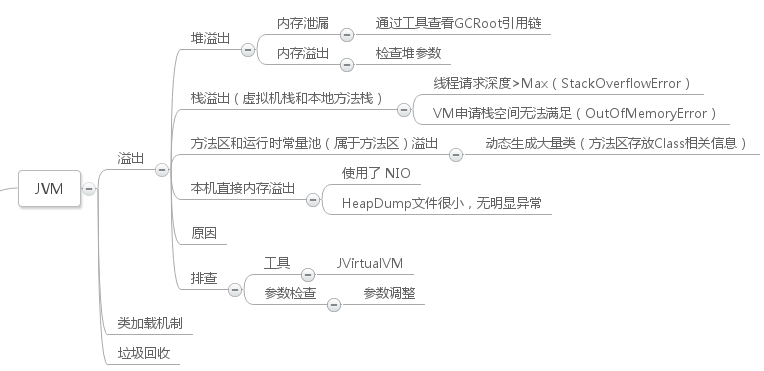 JVM
溢出
堆溢出
内存泄漏
通过工具查看GCRoot引用链
内存溢出
检查堆参数
栈溢出（虚拟机栈和本地方法栈）
线程请求深度>Max（StackOverflowError）
VM申请栈空间无法满足（OutOfMemoryError）
方法区和运行时常量池（属于方法区）溢出
动态生成大量类（方法区存放Class相关信息）
本机直接内存溢出
使用了 NIO
HeapDump文件很小，无明显异常
原因
排查
工具
JVirtualVM
参数检查
参数调整
类加载机制
垃圾回收